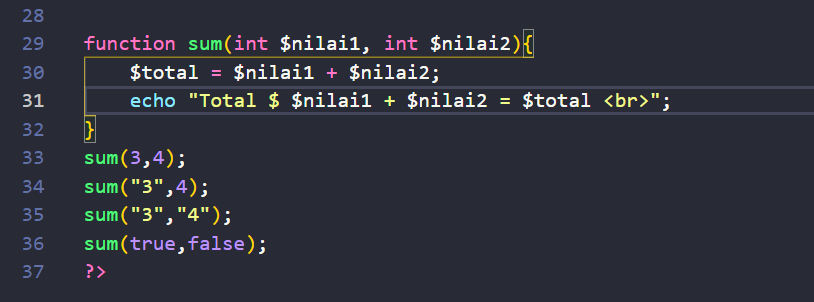 28
29 function sum(int $nilai1, int $nilai2){
30 $total = $nilai1 + $nilai2;
31 echo "Total $ $nilai1 + $nilai2 = $total <br>";
32 }
33 sum(3,4);
34 sum("3",4);
35 sum("3","4");
36 sum(true,false);
37 ?>